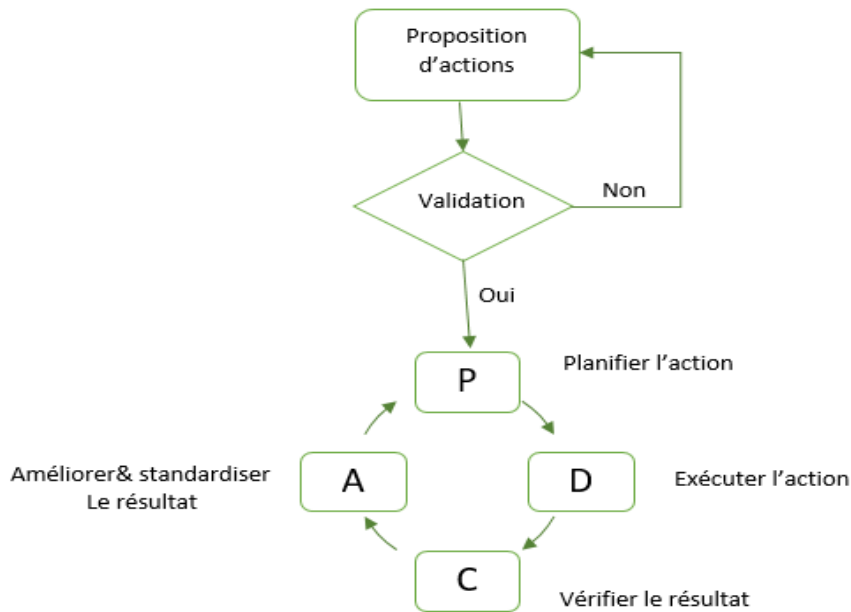 Proposition
d'actions
Validation
Non
Oui
P
Planifier l'action
Améliorer& standardiser
Le résultat
A
D
Exécuter l'action
C
Vérifier le résultat